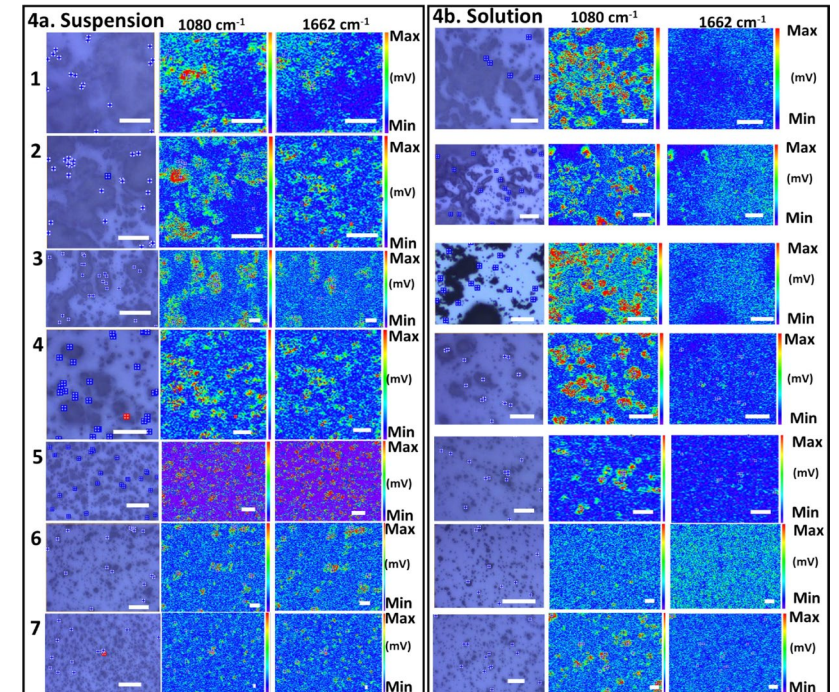 4a. Suspension 1080 cm-1 1662 cm-1
Max
1 (mV)
Min
2 Max
(mV)
Min
3 Max
(mV)
Min
4 Max
(mV)
Min
5 Max
(mV)
Min
6 Max
(mV)
Min
7 Max
(mV)
Min
4b. Solution 1080 cm-1 1662 cm-1
Max
(mV)
Min
Max
(mV)
Min
Max
(mV)
Min
Max
(mV)
Min
Max
(mV)
Min
Max
(mV)
Min
Max
(mV)
Min